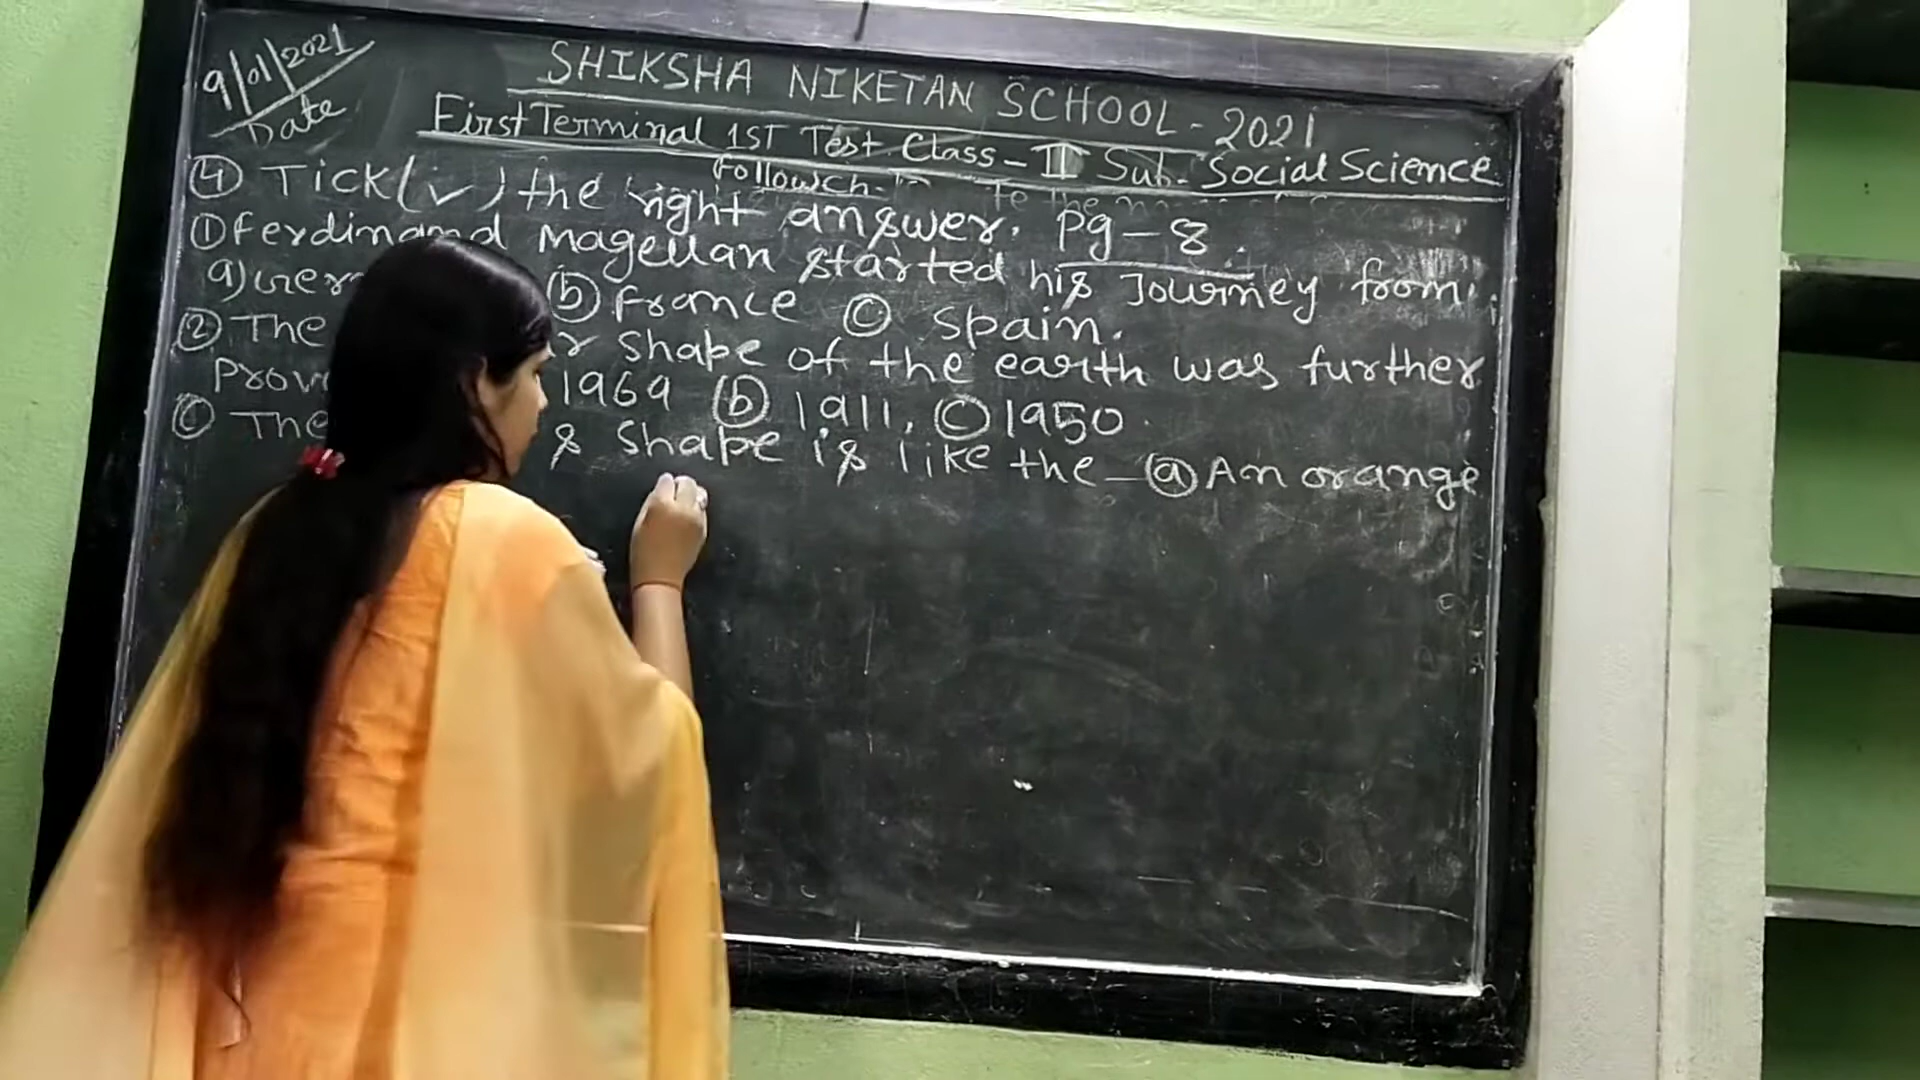 9/01/2021
Date
SHIKSHA NIKETAN SCHOOL - 2021
First Terminal 1ST Test Class - II Sub - Social Science
④ Tick (✓) the right answer. Pg - 8
① Ferdinand Magellan started his Journey from
a) ⓑ France ⓒ Spain.
② The shape of the earth was further
1969 ⓑ 1911, ⓒ 1950
ⓒ The shape is like the — ⓐ An orange